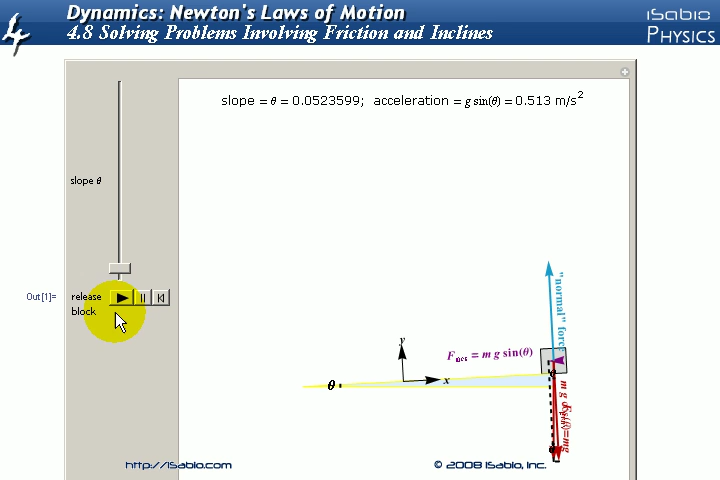 Dynamics: Newton's Laws of Motion
4.8 Solving Problems Involving Friction and Inclines
iSabio
PHYSICS
4
slope = θ = 0.0523599; acceleration = g sin(θ) = 0.513 m/s²
slope θ
Out[1]=
release
block
"normal" force
y
x
F_net = m g sin(θ)
θ
m g
http://iSabio.com
© 2008 iSabio, Inc.